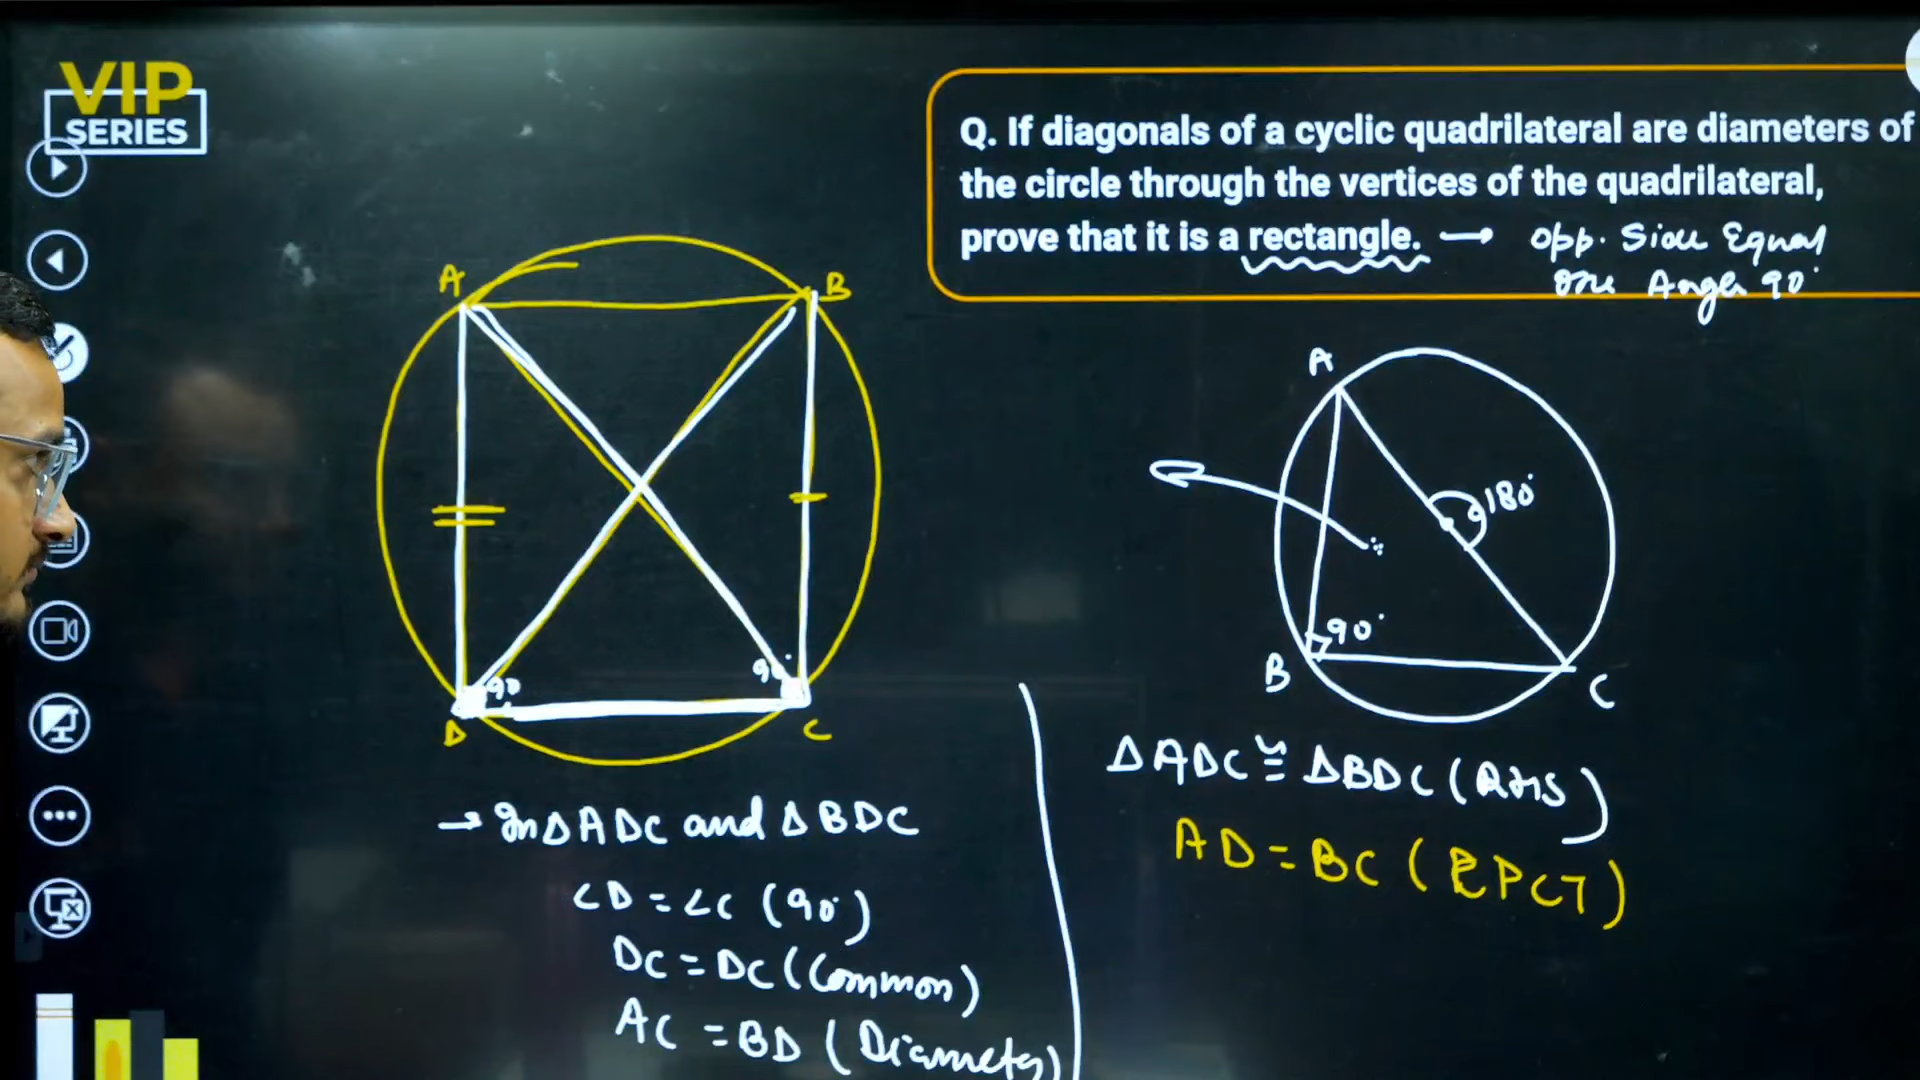 VIP
SERIES
Q. If diagonals of a cyclic quadrilateral are diameters of
the circle through the vertices of the quadrilateral,
prove that it is a rectangle. → opp. Side Equal
one Angle 90°
A
B
D
C
90
90°
A
B
C
180°
90°
→ In Δ ADC and Δ BDC
∠D = ∠C (90°)
DC = DC (Common)
AC = BD (Diameter)
Δ ADC ≅ Δ BDC (RHS)
AD = BC (CPCT)